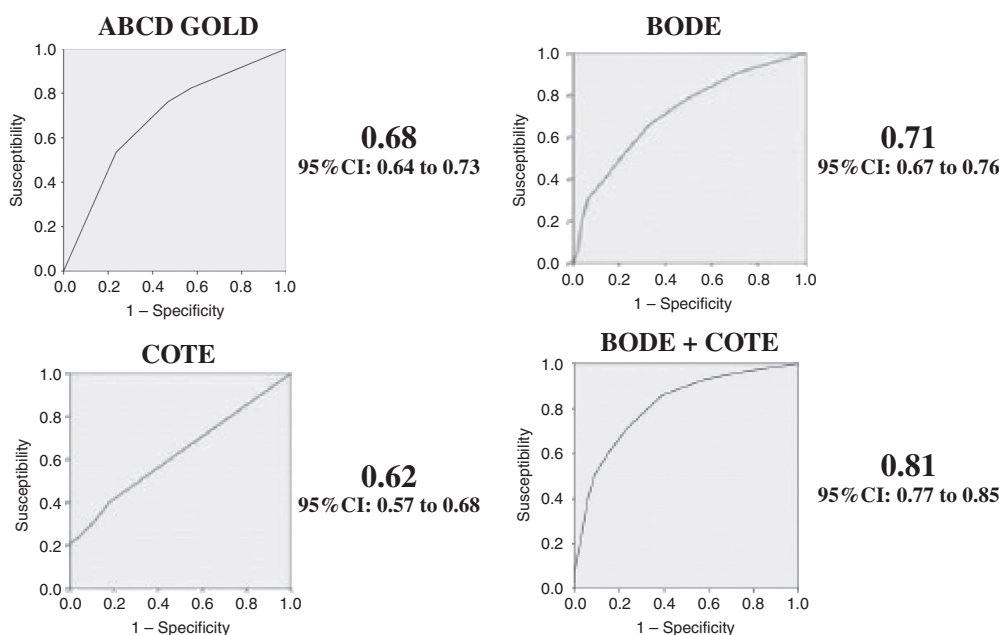 ABCD GOLD
1.0
0.8
0.6
0.4
0.2
0.0
Susceptibility
0.0 0.2 0.4 0.6 0.8 1.0
1 – Specificity
0.68
95%CI: 0.64 to 0.73
BODE
1.0
0.8
0.6
0.4
0.2
0.0
Susceptibility
0.0 0.2 0.4 0.6 0.8 1.0
1 – Specificity
0.71
95%CI: 0.67 to 0.76
COTE
1.0
0.8
0.6
0.4
0.2
0.0
Susceptibility
0.0 0.2 0.4 0.6 0.8 1.0
1 – Specificity
0.62
95%CI: 0.57 to 0.68
BODE + COTE
1.0
0.8
0.6
0.4
0.2
0.0
Susceptibility
0.0 0.2 0.4 0.6 0.8 1.0
1 – Specificity
0.81
95%CI: 0.77 to 0.85